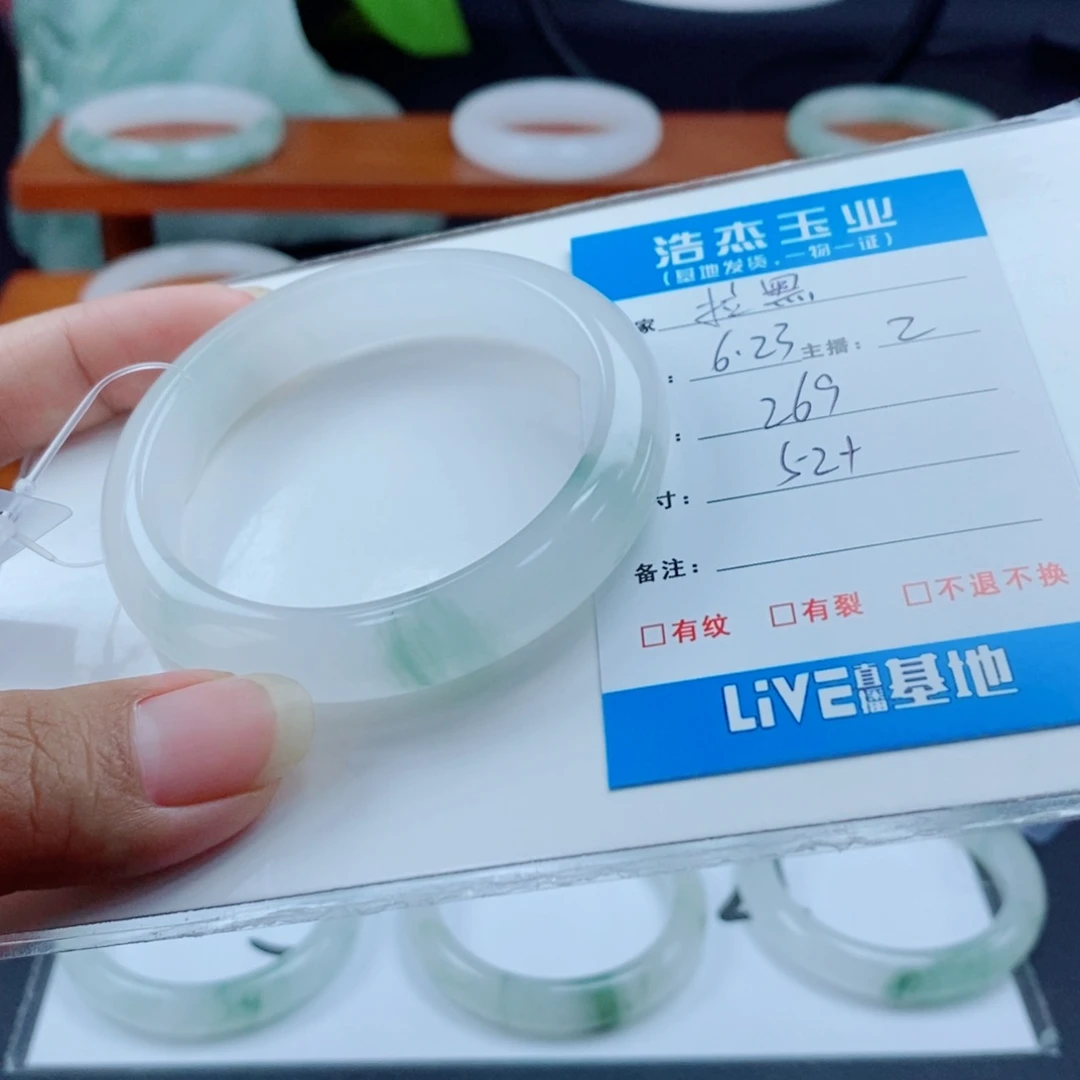 浩杰玉业
(基地发货,一物一证)
家 拉黑
: 6.23 主播: Z
: 269
寸: 52+
备注:
□有纹 □有裂 □不退不换
LiVE直播基地